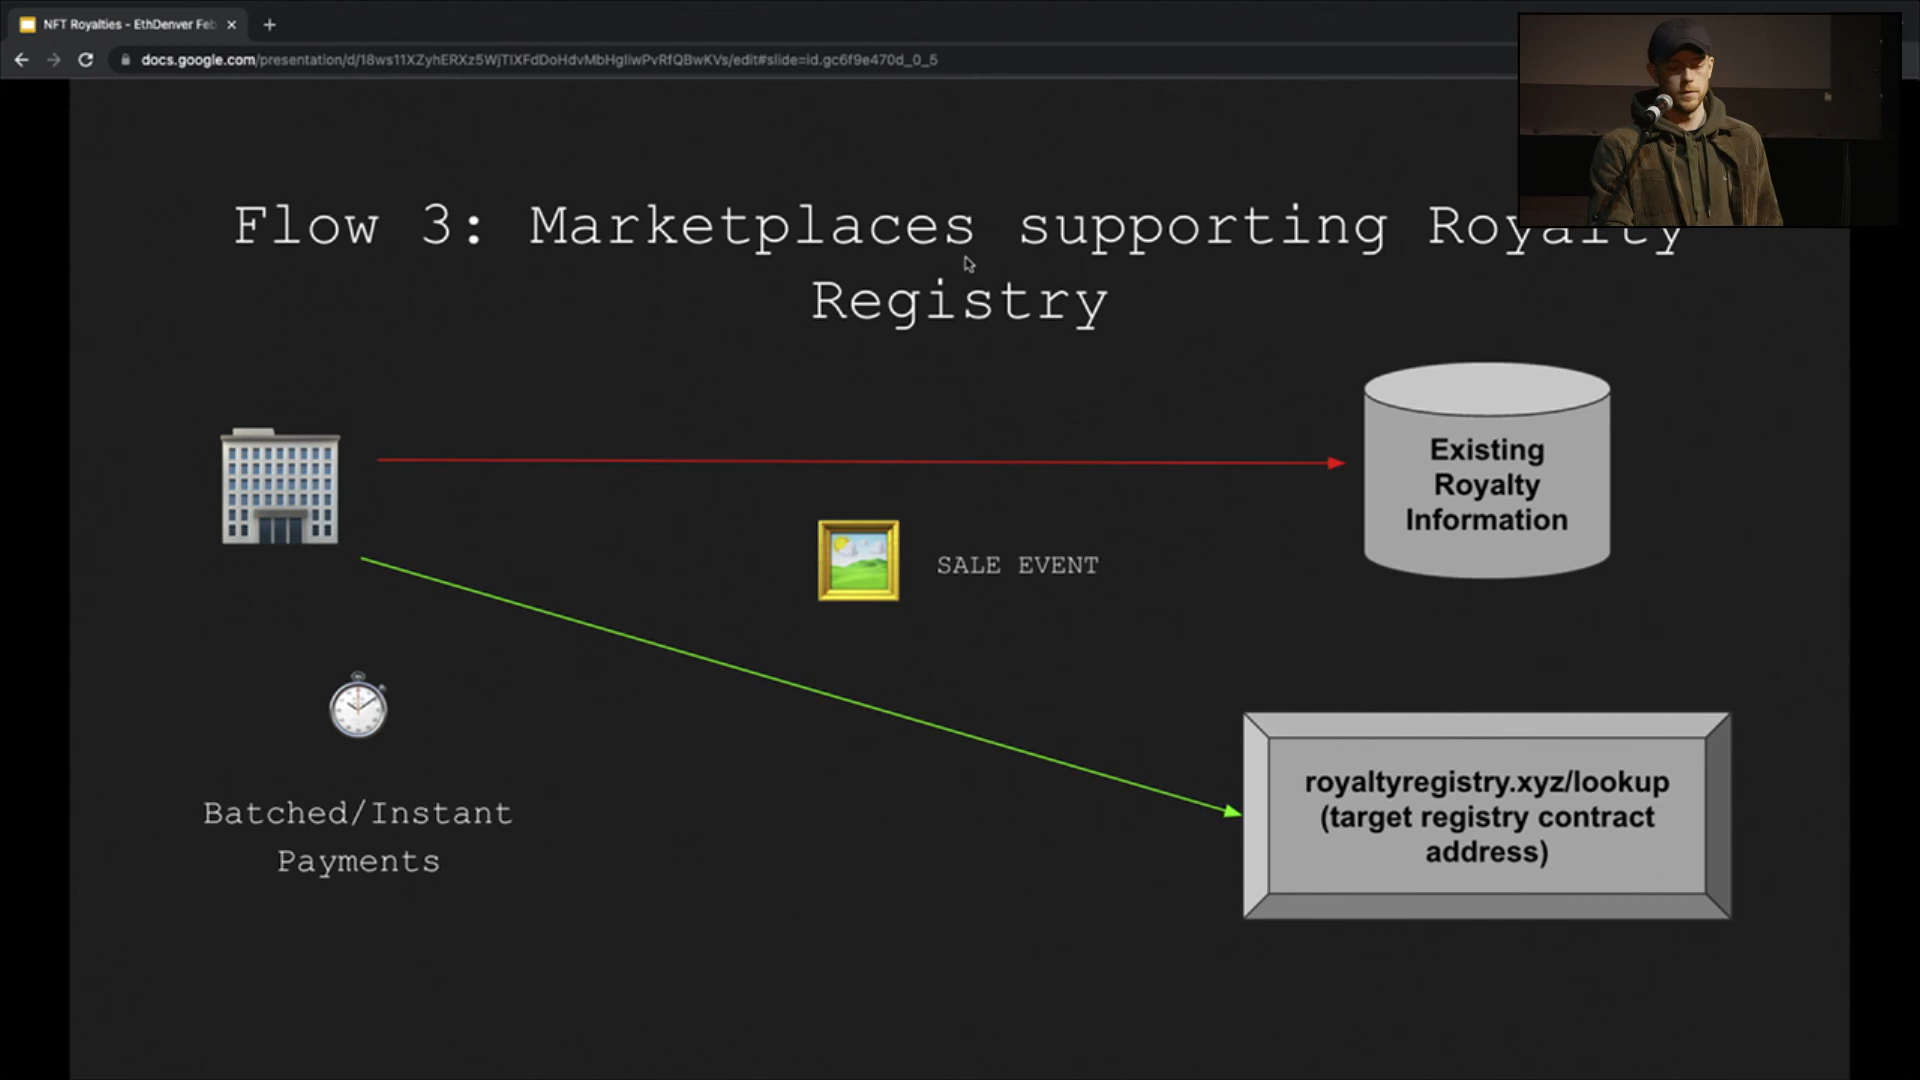 NFT Royalties - EthDenver Feb
docs.google.com/presentation/d/18ws11XZyhERXz5WjTIXFdDoHdvMbHgIiwPvRfQBwKVs/edit#slide=id.gc6f9e470d_0_5
Flow 3: Marketplaces supporting Royalty
Registry
Existing
Royalty
Information
SALE EVENT
royaltyregistry.xyz/lookup
(target registry contract
address)
Batched/Instant
Payments